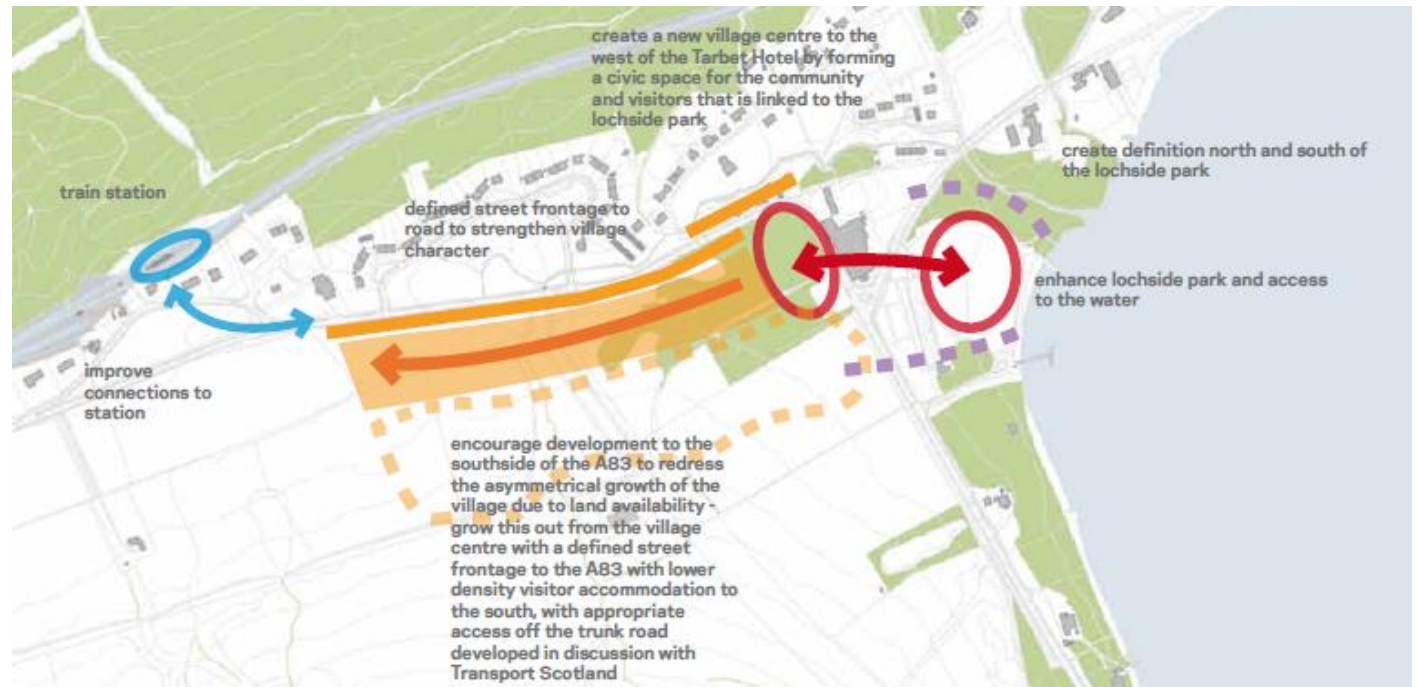 create a new village centre to the
west of the Tarbet Hotel by forming
a civic space for the community
and visitors that is linked to the
lochside park
create definition north and south of
the lochside park
train station
defined street frontage to
road to strengthen village
character
enhance lochside park and access
to the water
improve
connections to
station
encourage development to the
southside of the A83 to redress
the asymmetrical growth of the
village due to land availability -
grow this out from the village
centre with a defined street
frontage to the A83 with lower
density visitor accommodation to
the south, with appropriate
access off the trunk road
developed in discussion with
Transport Scotland